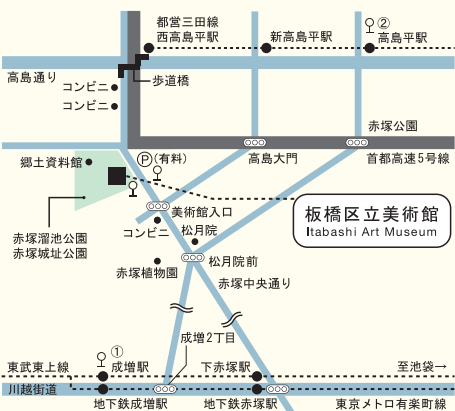 都営三田線
西高島平駅
新高島平駅
②
高島平駅
高島通り
コンビニ
コンビニ
歩道橋
赤塚公園
郷土資料館
P(有料)
高島大門
首都高速5号線
板橋区立美術館
Itabashi Art Museum
美術館入口
コンビニ
松月院
赤塚溜池公園
赤塚城址公園
赤塚植物園
松月院前
赤塚中央通り
成増2丁目
①
東武東上線
成増駅
下赤塚駅
至池袋→
川越街道
地下鉄成増駅
地下鉄赤塚駅
東京メトロ有楽町線